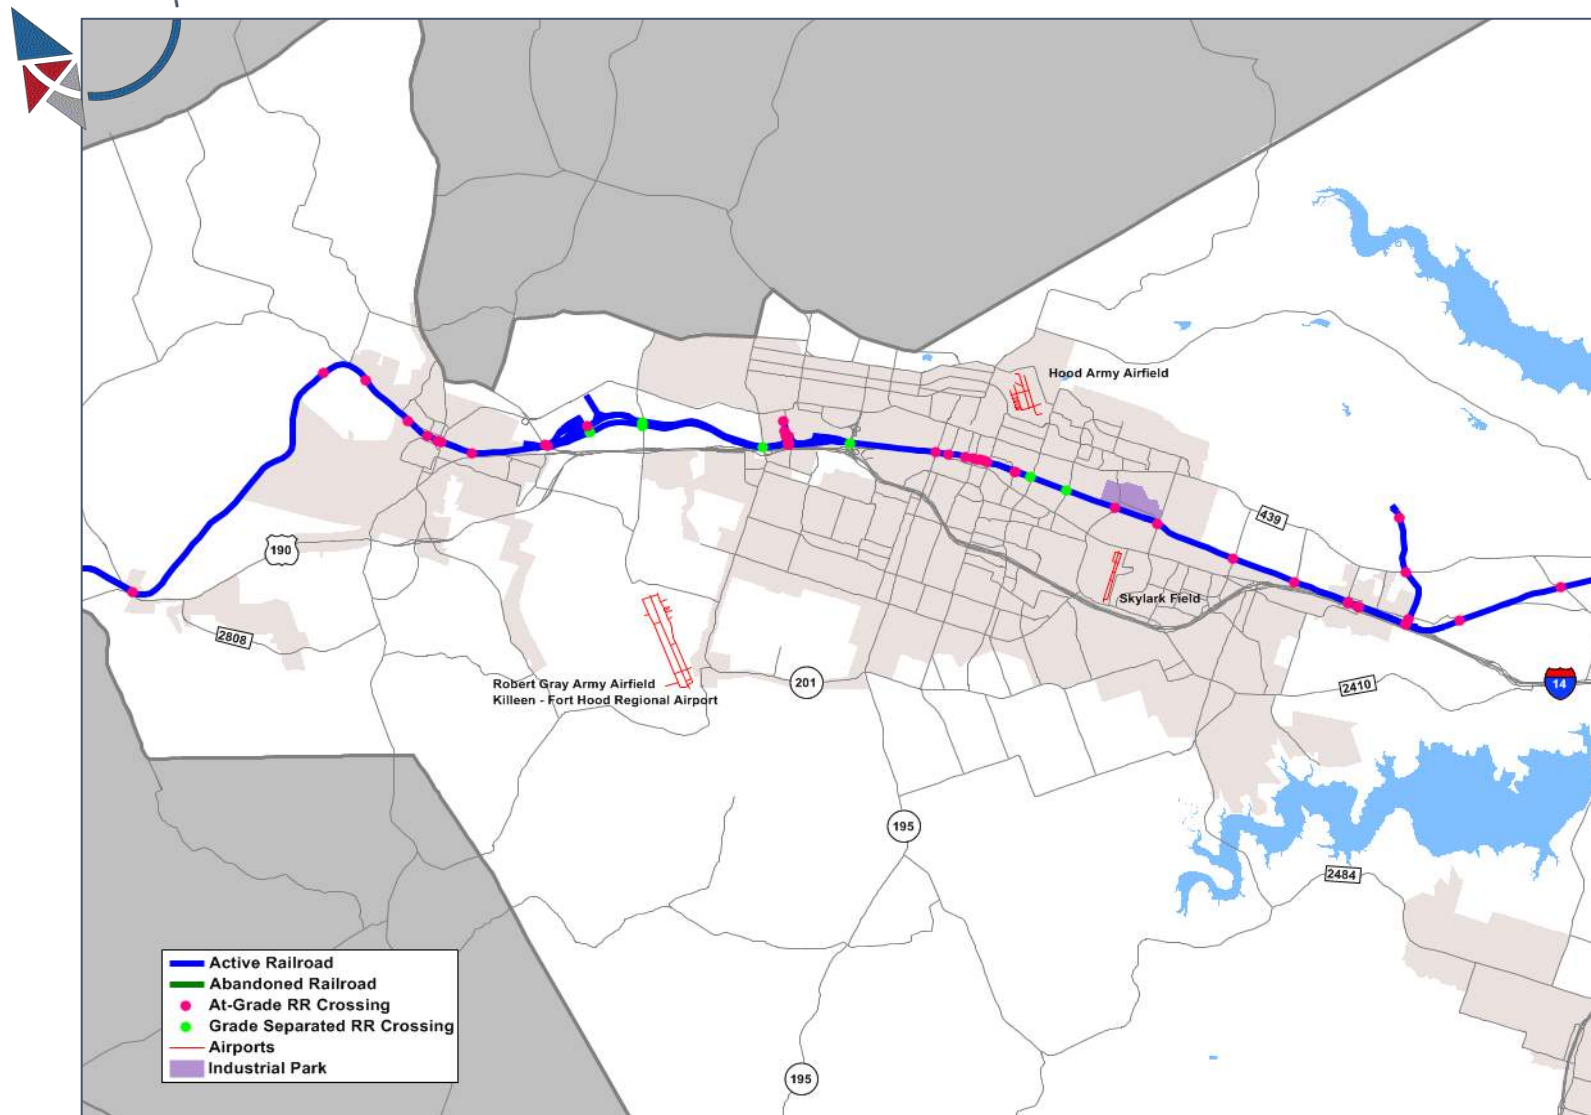 Hood Army Airfield
439
190
Skylark Field
2808
Robert Gray Army Airfield
Killeen - Fort Hood Regional Airport
201
2410
14
195
2484
Active Railroad
Abandoned Railroad
At-Grade RR Crossing
Grade Separated RR Crossing
Airports
Industrial Park
195